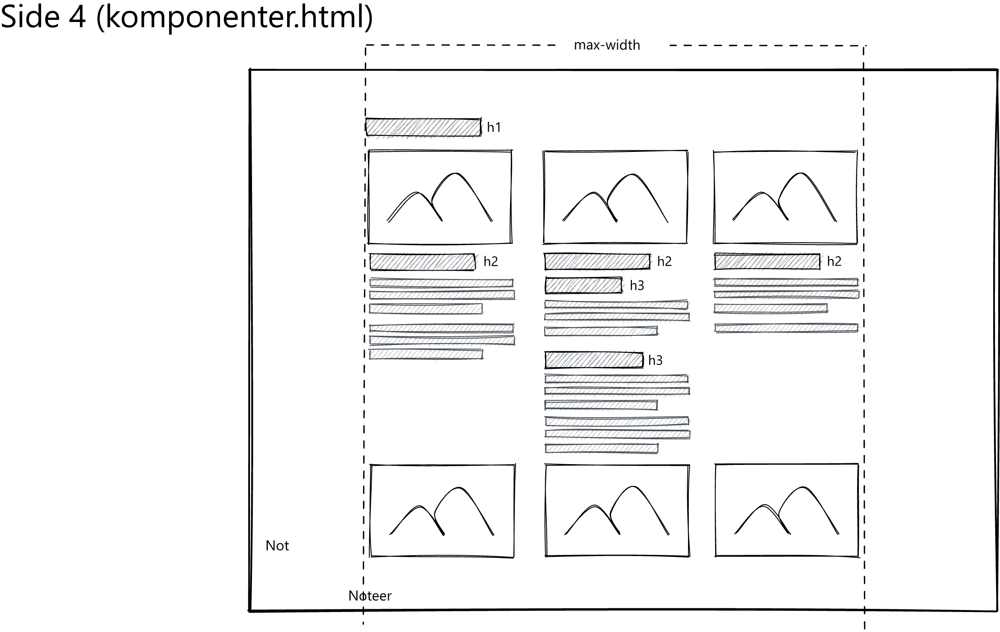 Side 4 (komponenter.html)
max-width
h1
h2
h2
h2
h3
h3
Not
Noteer